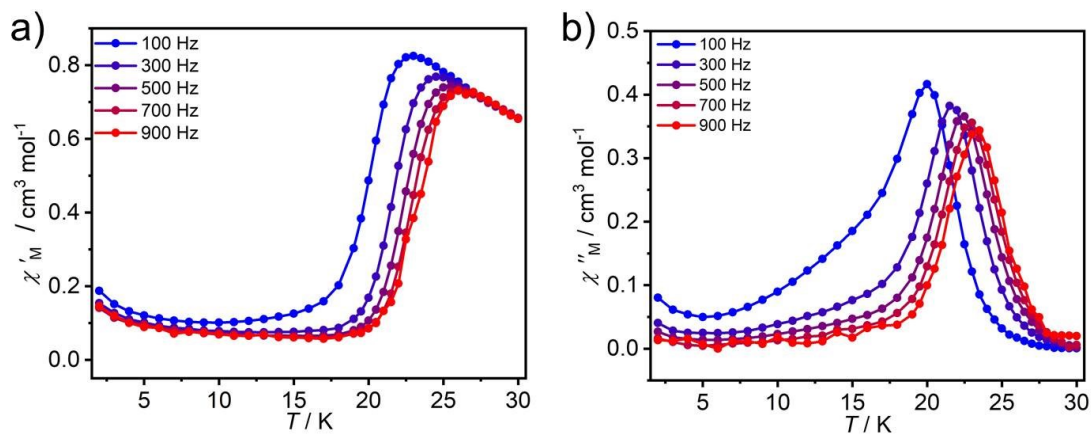 a)
100 Hz
300 Hz
500 Hz
700 Hz
900 Hz
0.8
0.6
0.4
0.2
0.0
χ'M / cm³ mol⁻¹
5 10 15 20 25 30
T / K
b)
100 Hz
300 Hz
500 Hz
700 Hz
900 Hz
0.5
0.4
0.3
0.2
0.1
0.0
χ''M / cm³ mol⁻¹
5 10 15 20 25 30
T / K